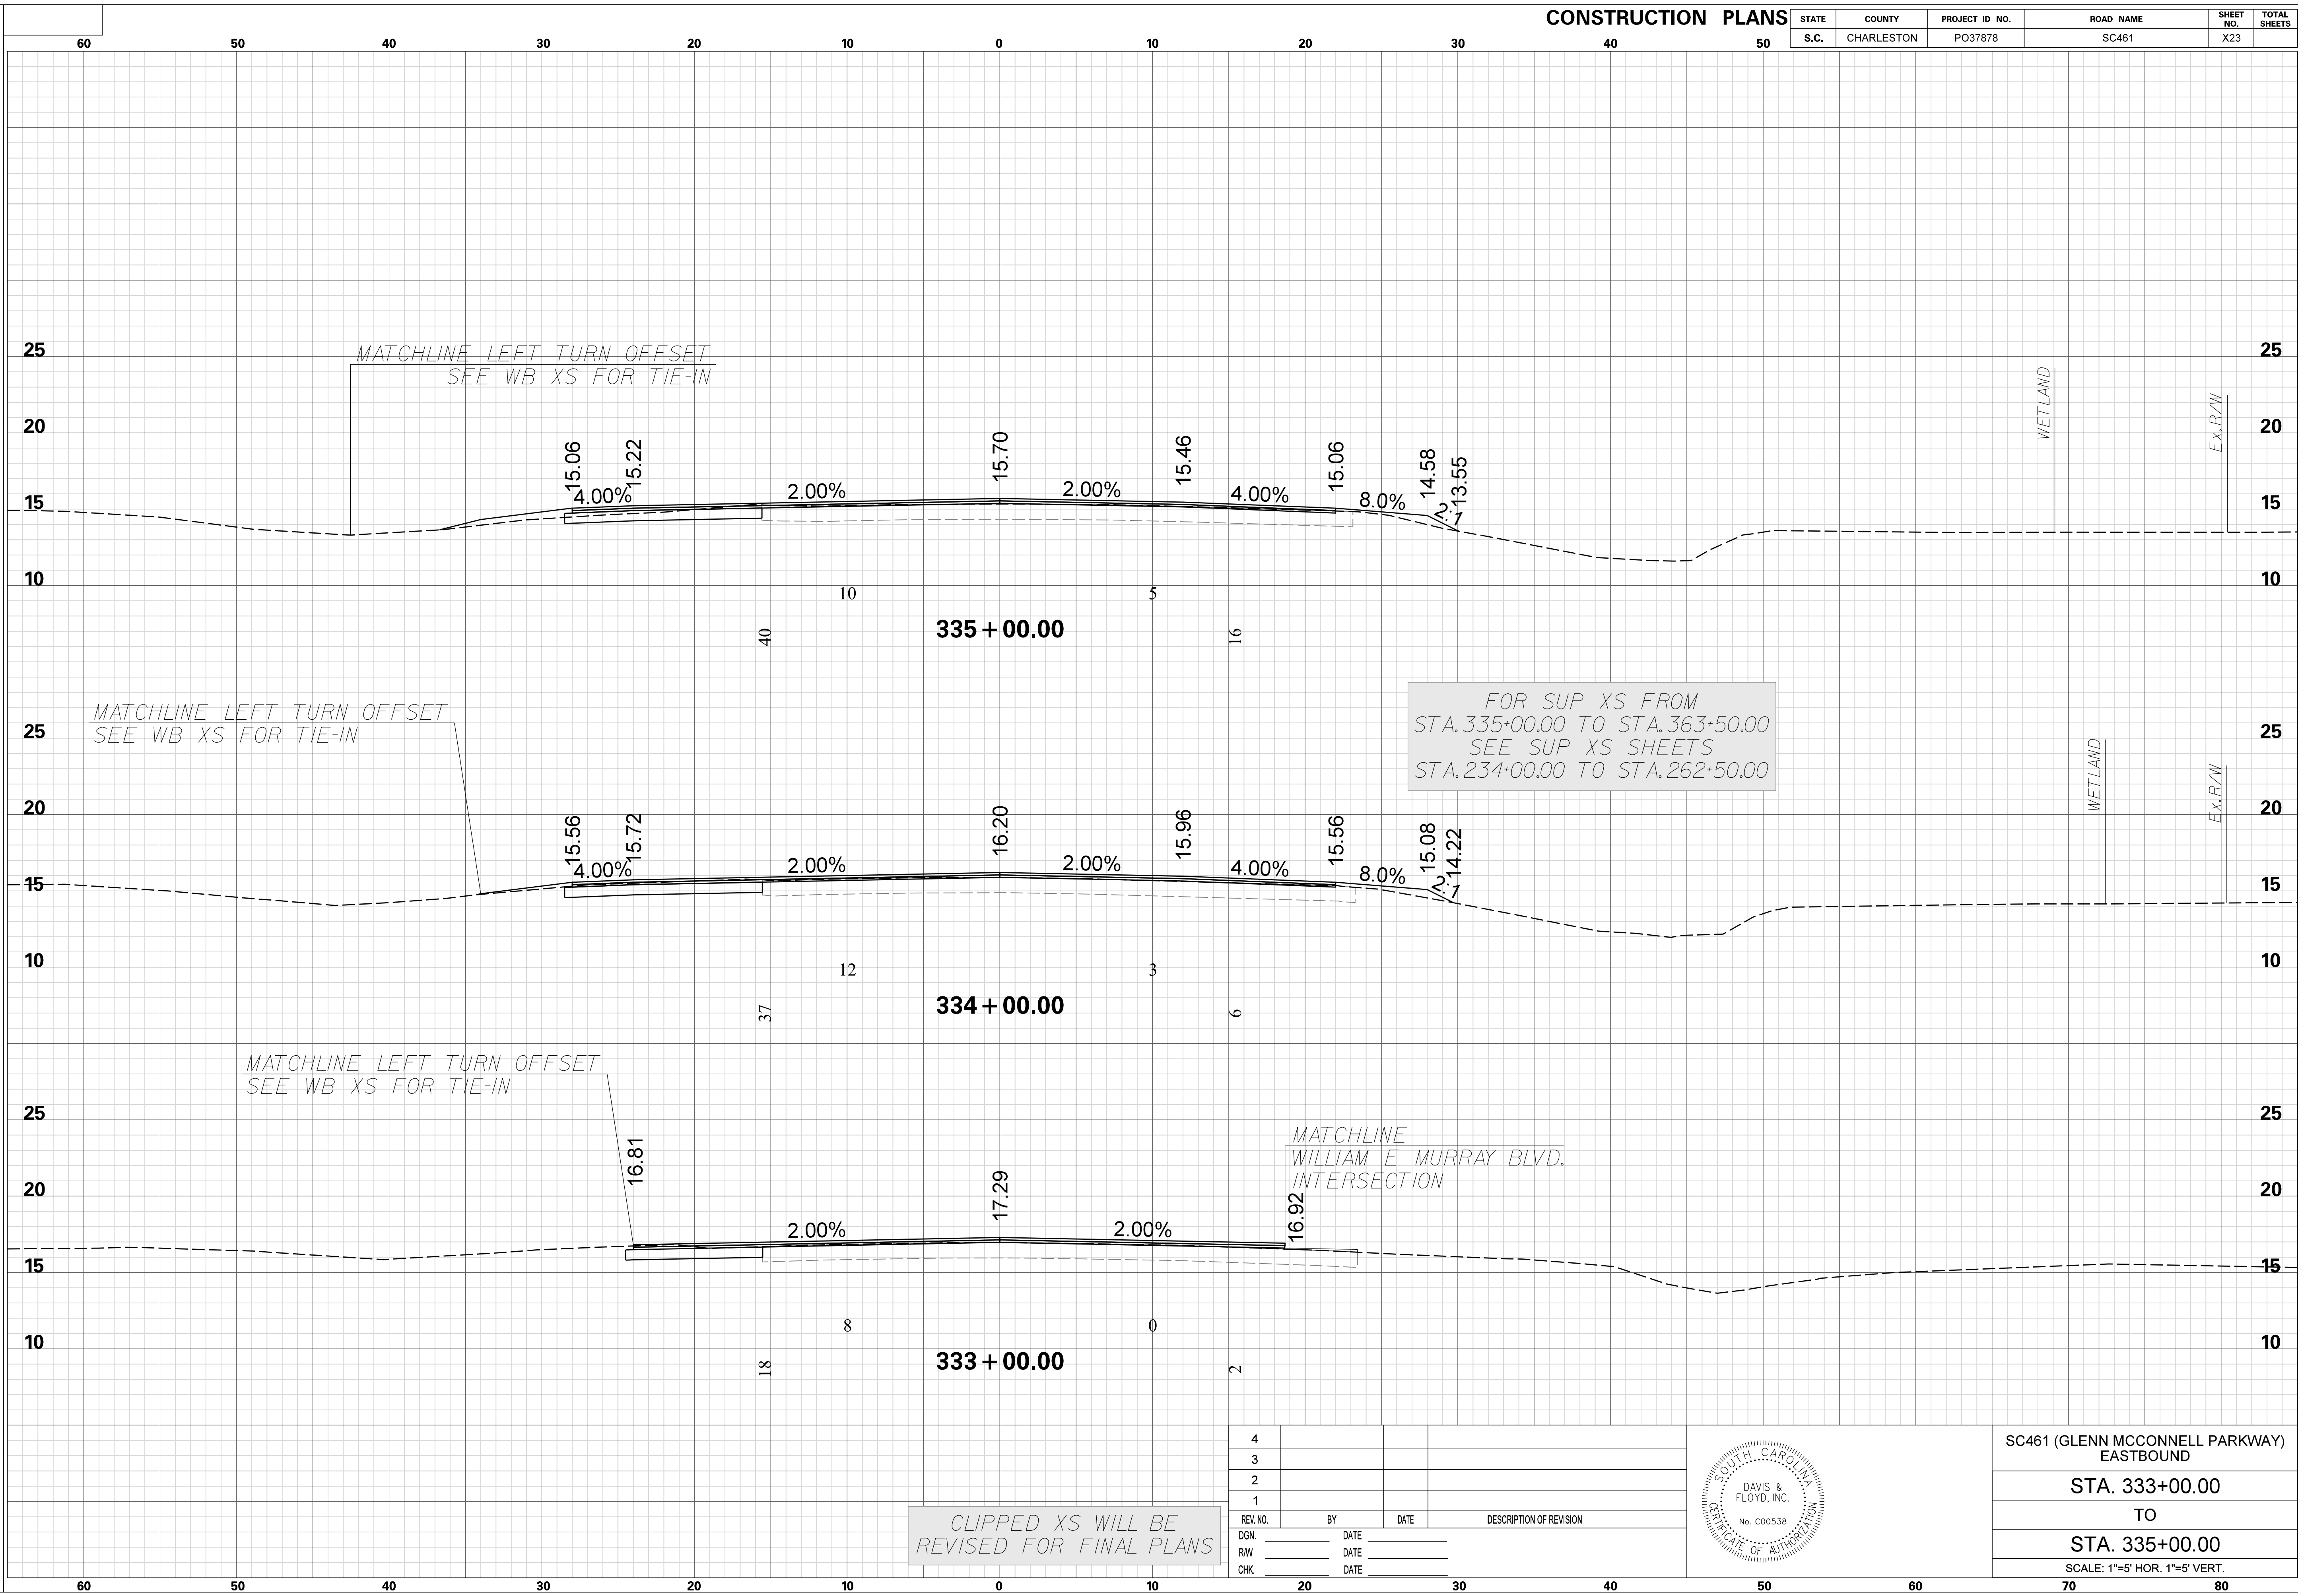 CONSTRUCTION PLANS
STATE COUNTY PROJECT ID NO. ROAD NAME SHEET NO. TOTAL SHEETS
S.C. CHARLESTON PO37878 SC461 X23
60 50 40 30 20 10 0 10 20 30 40 50
MATCHLINE LEFT TURN OFFSET
SEE WB XS FOR TIE-IN
25 25
20 20
15 15
10 10
WETLAND
Ex.R/W
15.06 15.22 15.70 15.46 15.06 14.58 13.55
4.00% 2.00% 2.00% 4.00% 8.0% 2:1
10 5
335+00.00
40 16
FOR SUP XS FROM
STA.335+00.00 TO STA.363+50.00
SEE SUP XS SHEETS
STA.234+00.00 TO STA.262+50.00
MATCHLINE LEFT TURN OFFSET
SEE WB XS FOR TIE-IN
25 25
20 20
15 15
10 10
WETLAND
Ex.R/W
15.56 15.72 16.20 15.96 15.56 15.08 14.22
4.00% 2.00% 2.00% 4.00% 8.0% 2:1
12 3
334+00.00
37 6
MATCHLINE LEFT TURN OFFSET
SEE WB XS FOR TIE-IN
25 25
20 20
15 15
10 10
MATCHLINE
WILLIAM E MURRAY BLVD.
INTERSECTION
16.81 17.29 16.92
2.00% 2.00%
8 0
333+00.00
18 2
CLIPPED XS WILL BE
REVISED FOR FINAL PLANS
4
3
2
1
REV. NO. BY DATE DESCRIPTION OF REVISION
DGN. DATE
R/W DATE
CHK. DATE
SOUTH CAROLINA
DAVIS &
FLOYD, INC.
No. C00538
CERTIFICATE OF AUTHORIZATION
SC461 (GLENN MCCONNELL PARKWAY)
EASTBOUND
STA. 333+00.00
TO
STA. 335+00.00
SCALE: 1"=5' HOR. 1"=5' VERT.
60 50 40 30 20 10 0 10 20 30 40 50 60 70 80